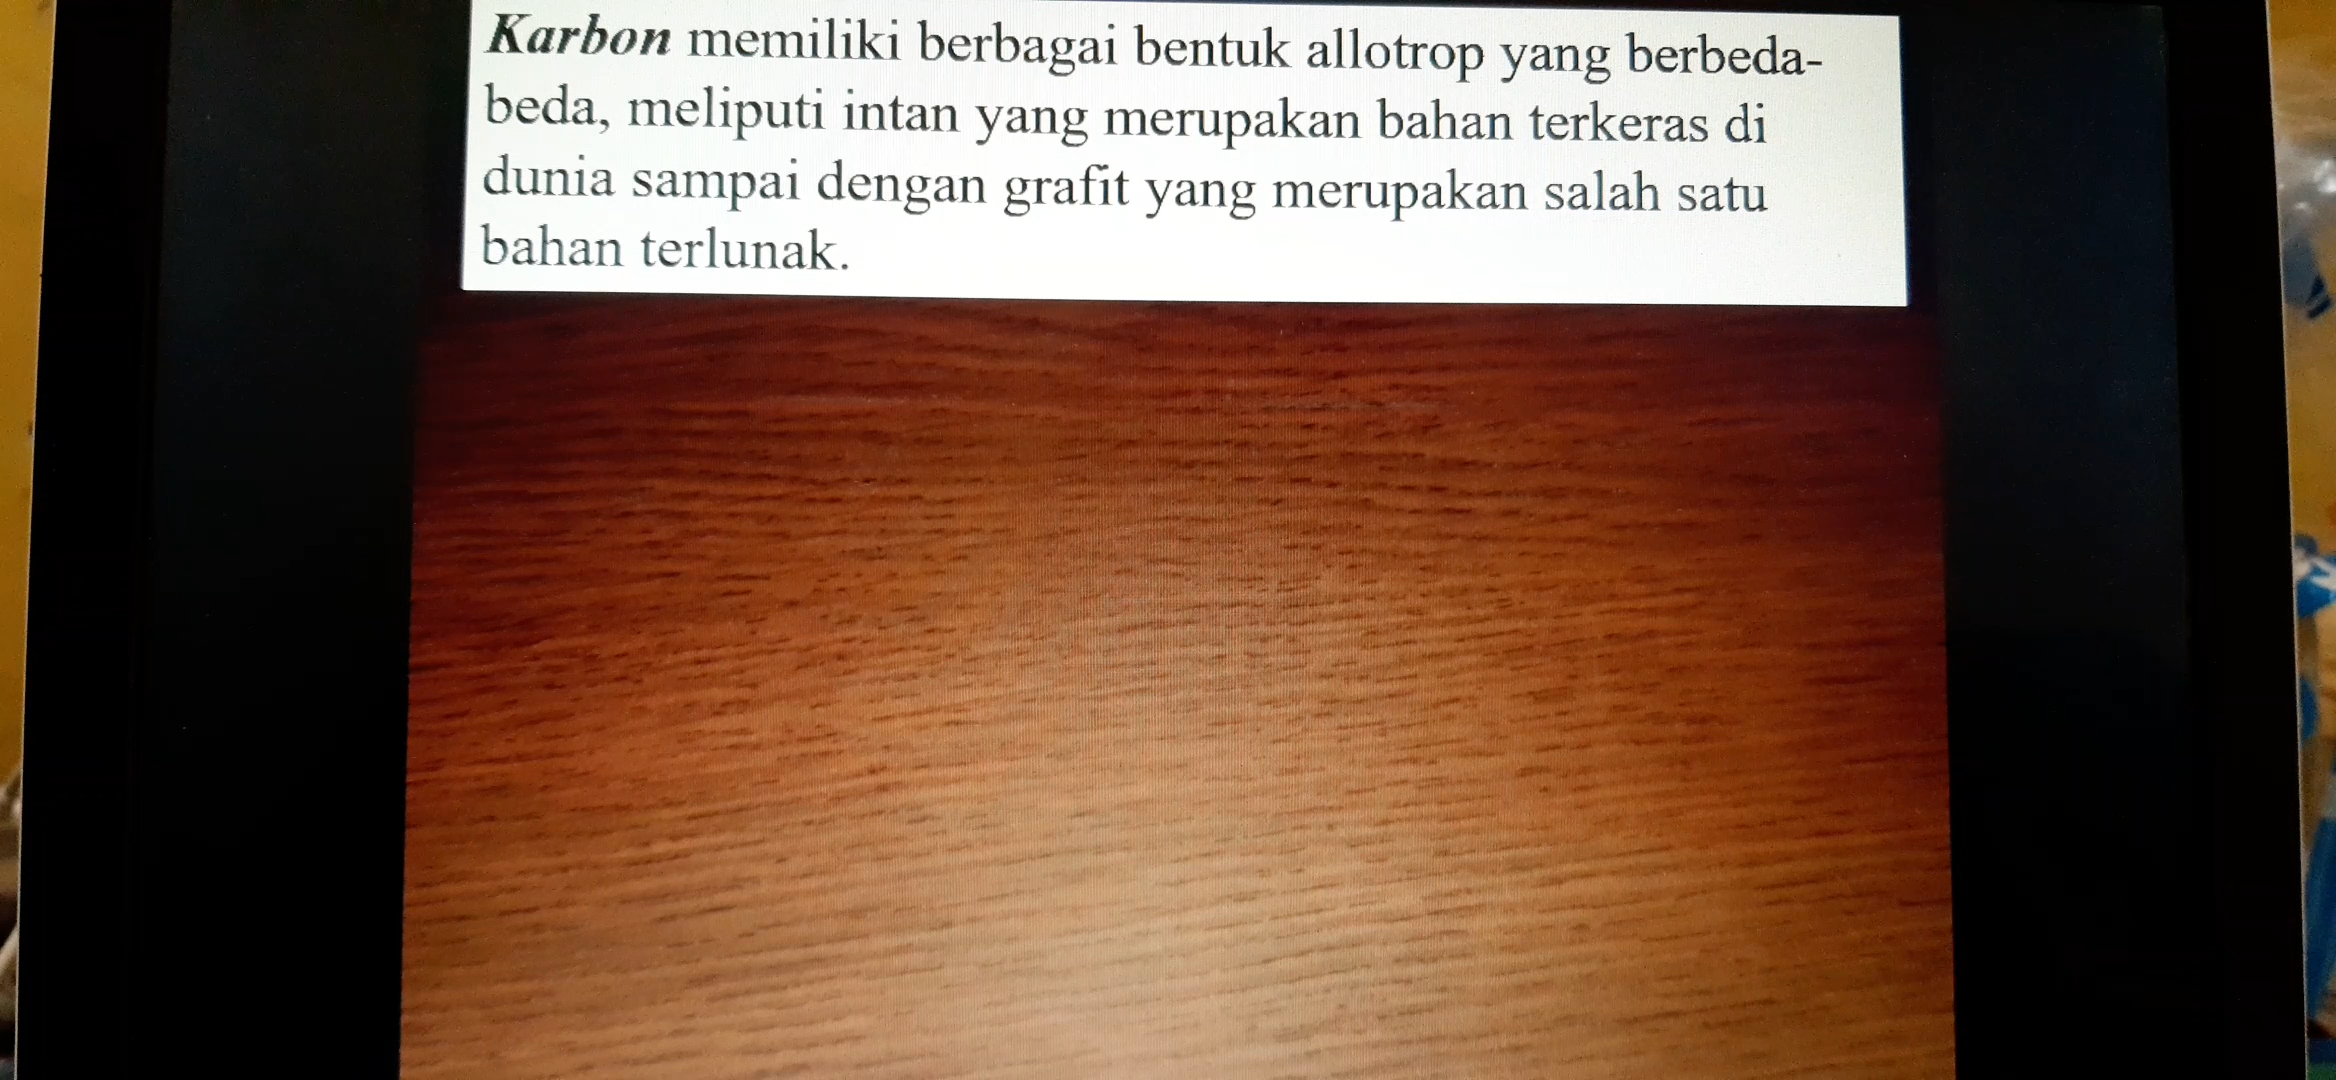 Karbon memiliki berbagai bentuk allotrop yang berbeda-
beda, meliputi intan yang merupakan bahan terkeras di
dunia sampai dengan grafit yang merupakan salah satu
bahan terlunak.